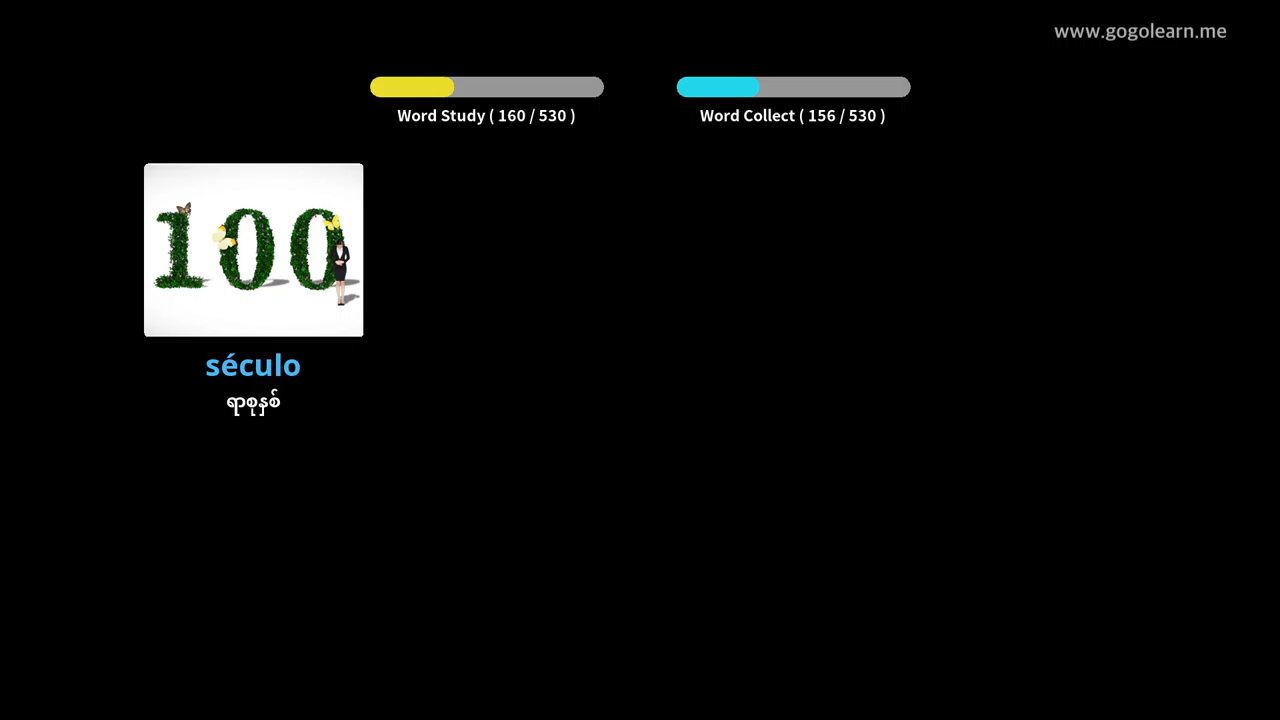 www.gogolearn.me
Word Study ( 160 / 530 )
Word Collect ( 156 / 530 )
100
século
ရာစုနှစ်